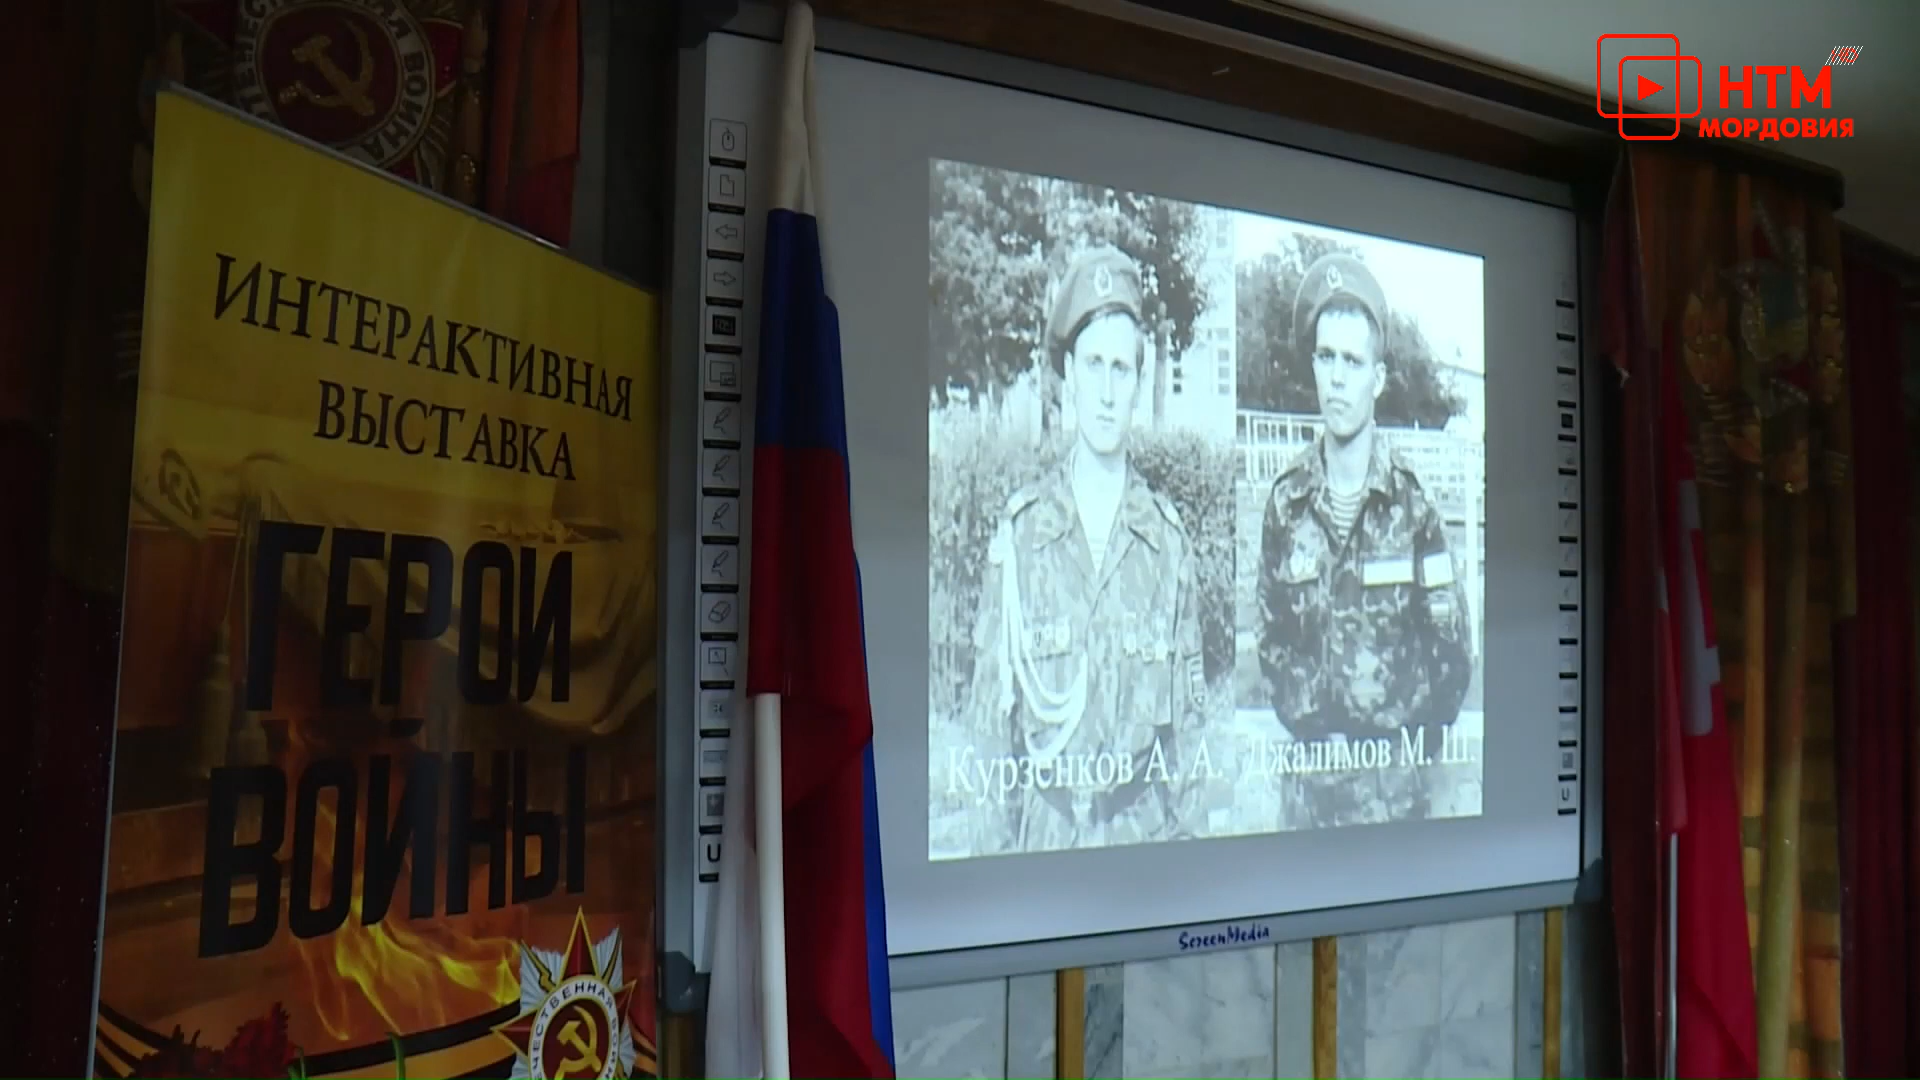 НТМ
МОРДОВИЯ
ИНТЕРАКТИВНАЯ
ВЫСТАВКА
ГЕРОИ
ВОЙНЫ
Курзенков А. А.
Джалимов М. Ш.
ScreenMedia